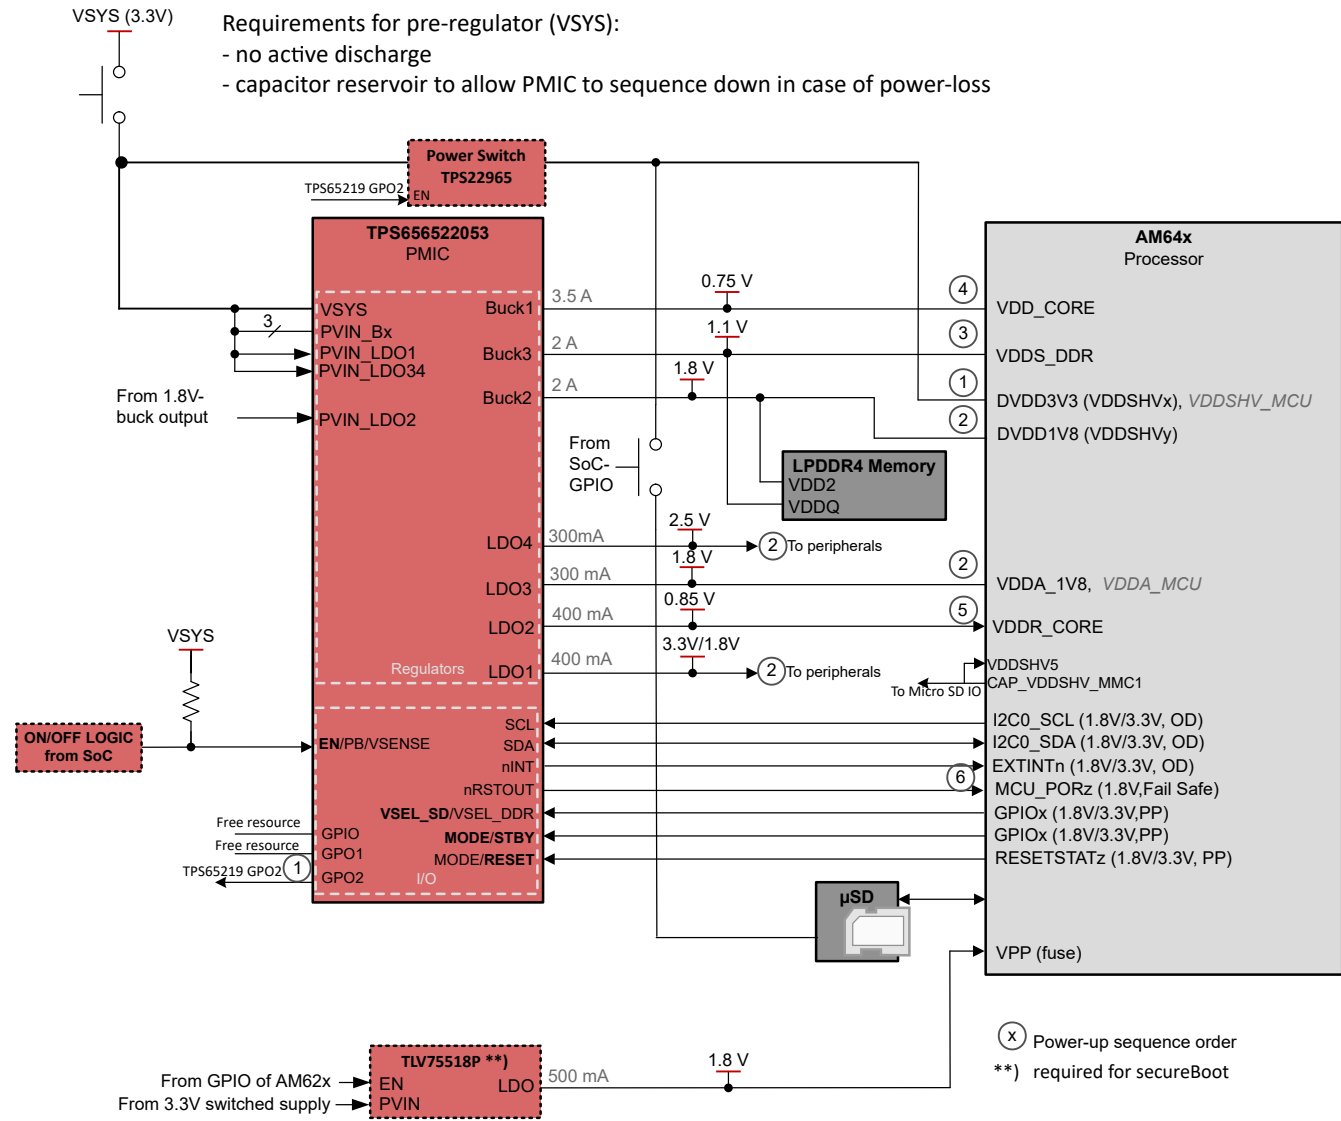 VSYS (3.3V)
Requirements for pre-regulator (VSYS):
- no active discharge
- capacitor reservoir to allow PMIC to sequence down in case of power-loss
Power Switch
TPS22965
EN
TPS65219 GPO2
TPS656522053
PMIC
AM64x
Processor
VSYS
3
PVIN_Bx
PVIN_LDO1
PVIN_LDO34
From 1.8V-
buck output
PVIN_LDO2
Buck1
3.5 A
0.75 V
4
VDD_CORE
Buck3
2 A
1.1 V
3
VDDS_DDR
Buck2
2 A
1.8 V
1
DVDD3V3 (VDDSHVx), VDDSHV_MCU
2
DVDD1V8 (VDDSHVy)
From
SoC-
GPIO
LPDDR4 Memory
VDD2
VDDQ
LDO4
300mA
2.5 V
2
To peripherals
LDO3
300 mA
1.8 V
2
VDDA_1V8, VDDA_MCU
LDO2
400 mA
0.85 V
5
VDDR_CORE
LDO1
400 mA
3.3V/1.8V
2
To peripherals
Regulators
VDDSHV5
CAP_VDDSHV_MMC1
To Micro SD IO
VSYS
ON/OFF LOGIC
from SoC
EN/PB/VSENSE
SCL
I2C0_SCL (1.8V/3.3V, OD)
SDA
I2C0_SDA (1.8V/3.3V, OD)
nINT
EXTINTn (1.8V/3.3V, OD)
nRSTOUT
6
MCU_PORz (1.8V,Fail Safe)
VSEL_SD/VSEL_DDR
GPIOx (1.8V/3.3V,PP)
MODE/STBY
GPIOx (1.8V/3.3V,PP)
MODE/RESET
RESETSTATz (1.8V/3.3V, PP)
Free resource
GPIO
Free resource
GPO1
TPS65219 GPO2
1
GPO2
I/O
µSD
VPP (fuse)
TLV75518P **)
From GPIO of AM62x
EN
From 3.3V switched supply
PVIN
LDO
500 mA
1.8 V
x Power-up sequence order
**) required for secureBoot